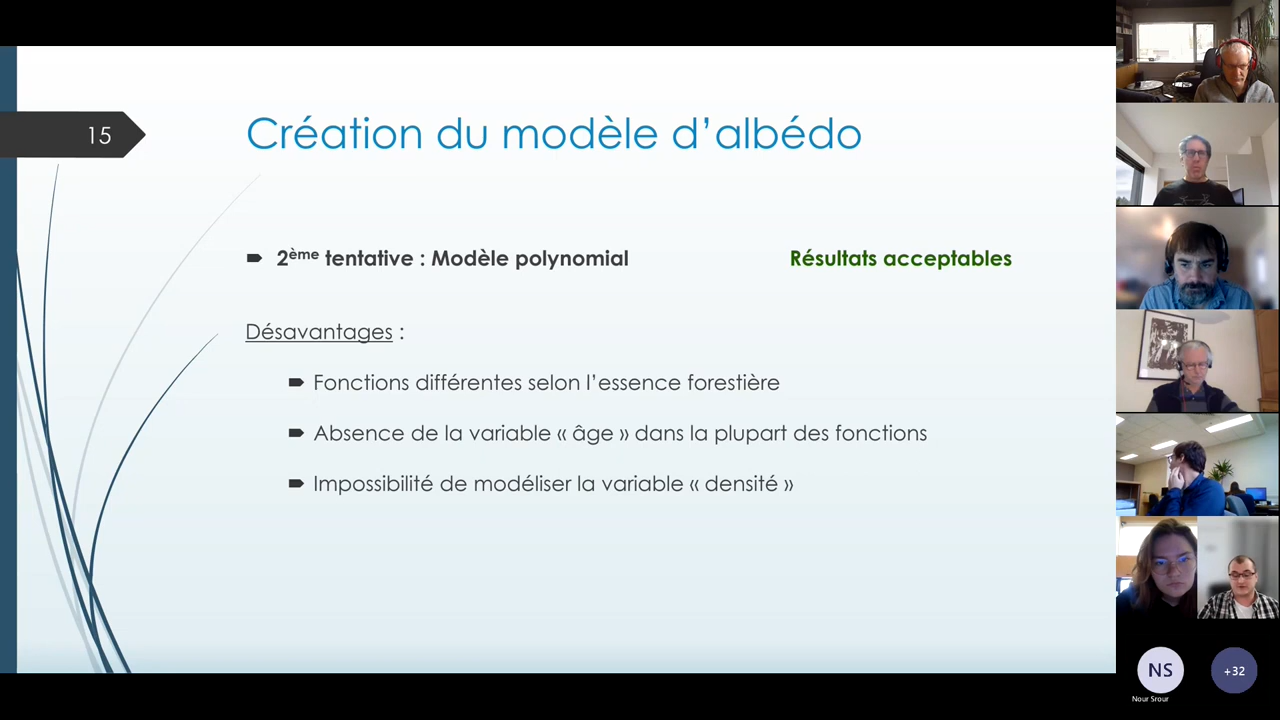 15
Création du modèle d’albédo
2ème tentative : Modèle polynomial
Résultats acceptables
Désavantages :
Fonctions différentes selon l’essence forestière
Absence de la variable « âge » dans la plupart des fonctions
Impossibilité de modéliser la variable « densité »
NS
+32
Nour Srour